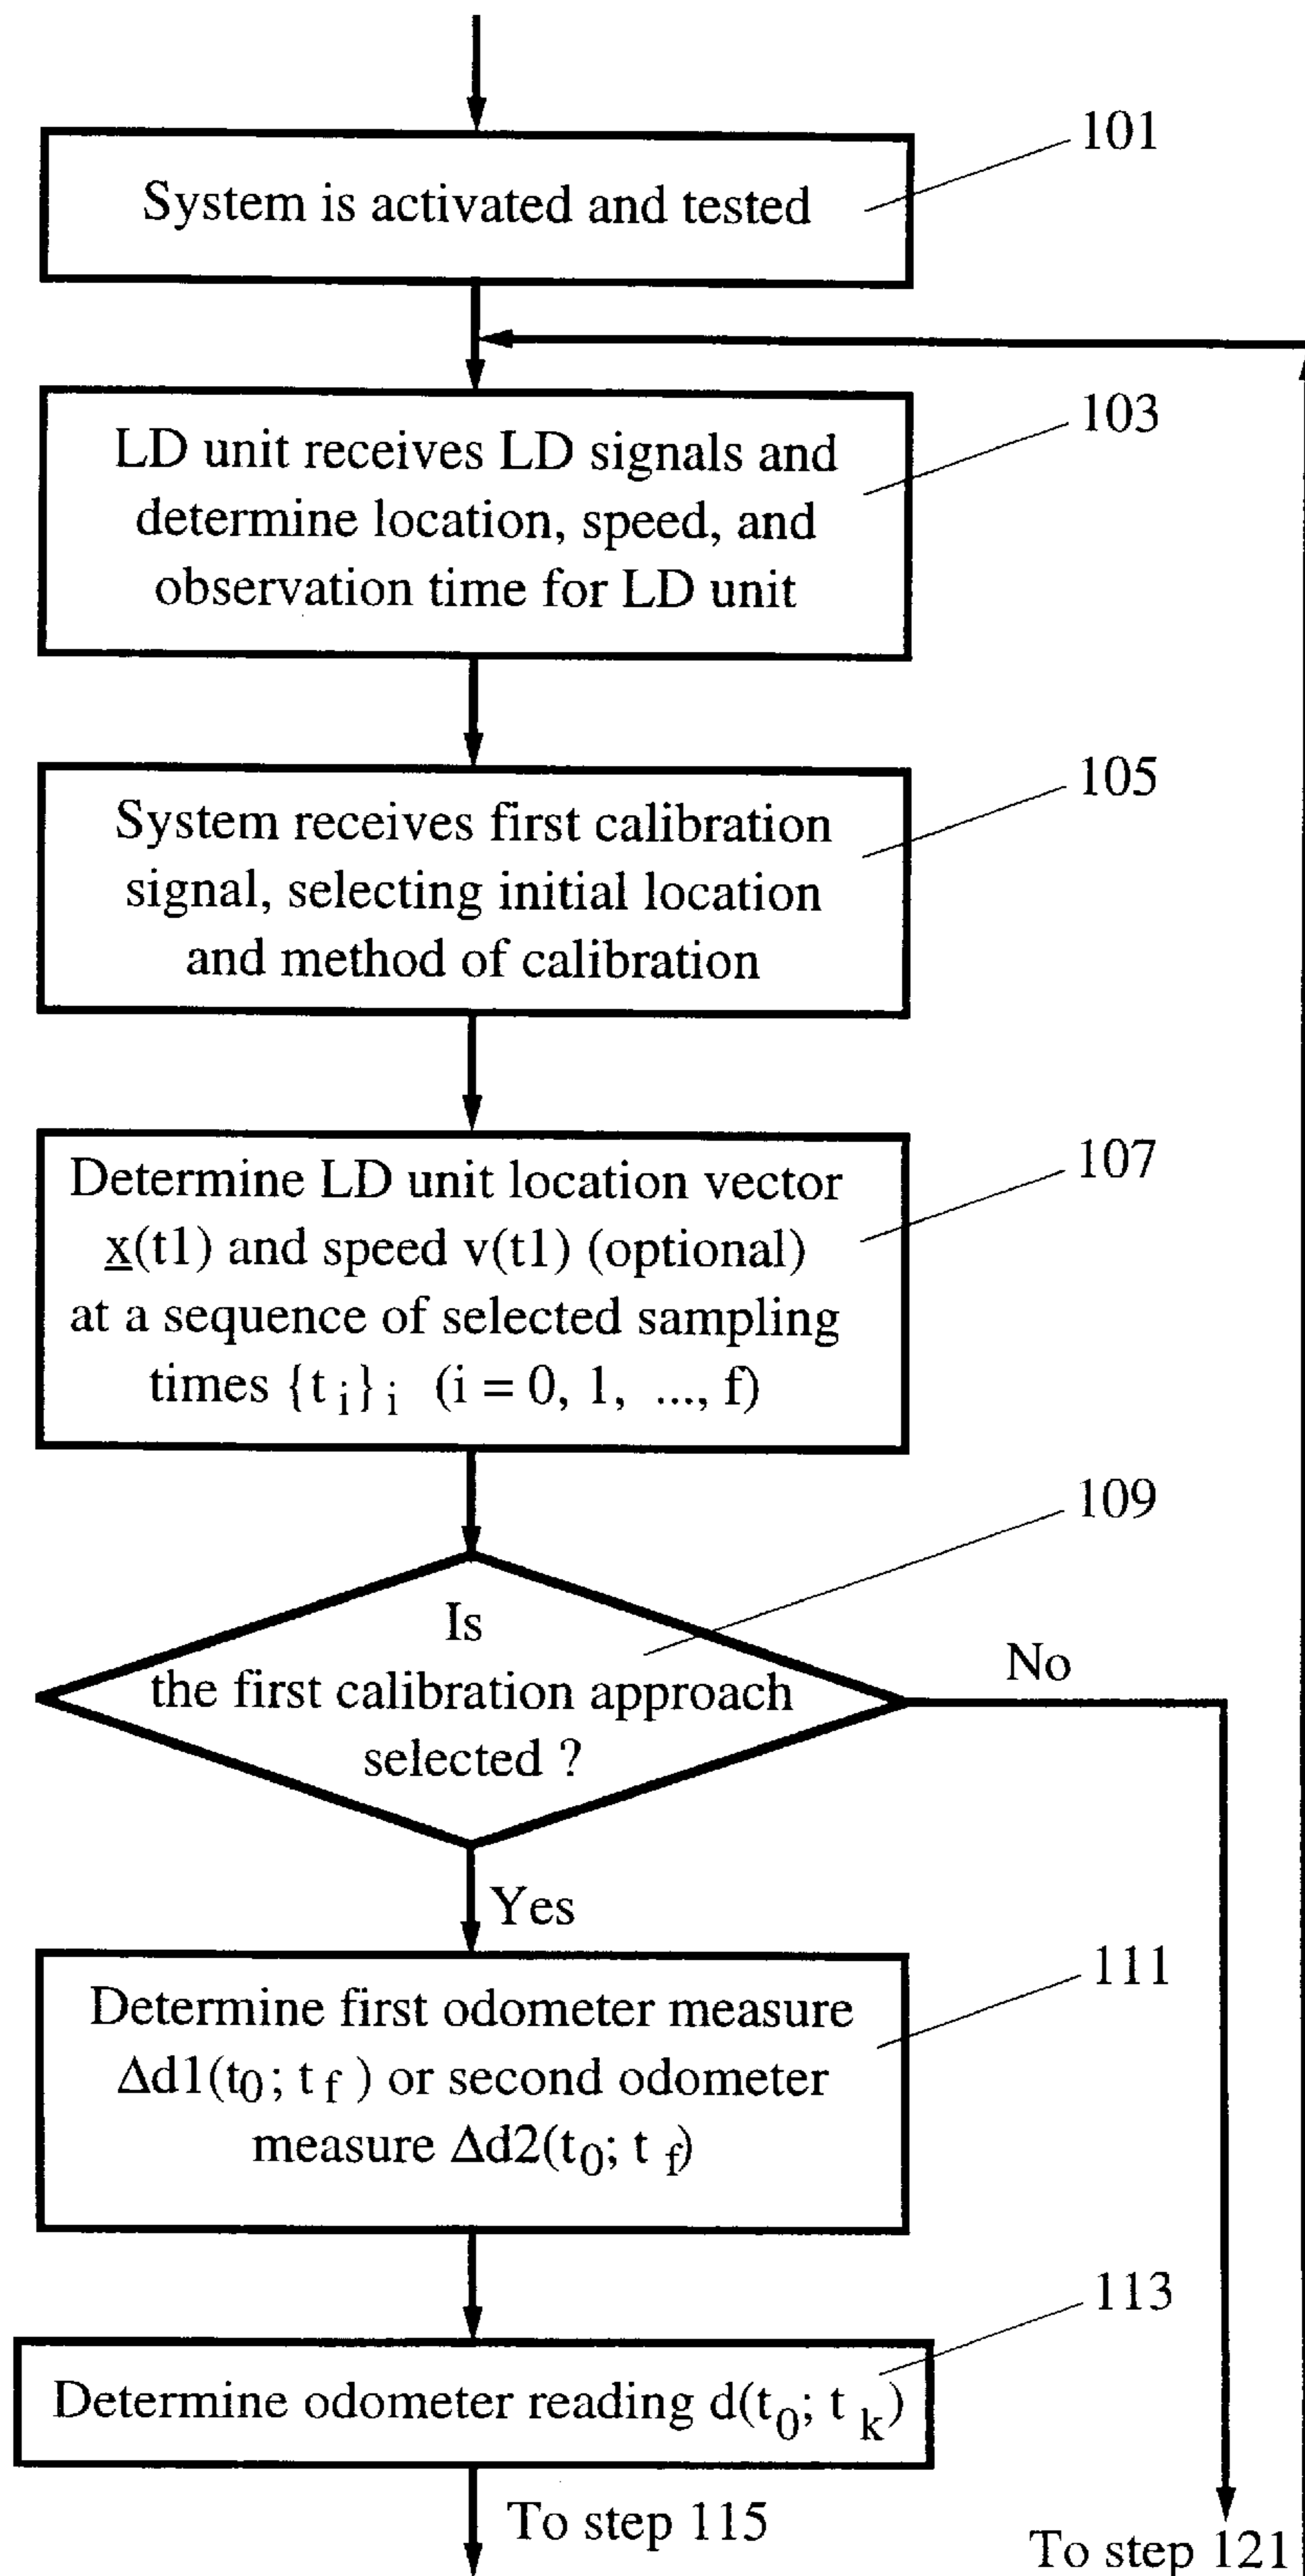 System is activated and tested
101
LD unit receives LD signals and
determine location, speed, and
observation time for LD unit
103
System receives first calibration
signal, selecting initial location
and method of calibration
105
Determine LD unit location vector
x(t1) and speed v(t1) (optional)
at a sequence of selected sampling
times {t i} i (i = 0, 1, ..., f)
107
Is
the first calibration approach
selected ?
109
No
Yes
Determine first odometer measure
Δd1(t0; t f ) or second odometer
measure Δd2(t0; t f)
111
Determine odometer reading d(t0; t k)
113
To step 115
To step 121